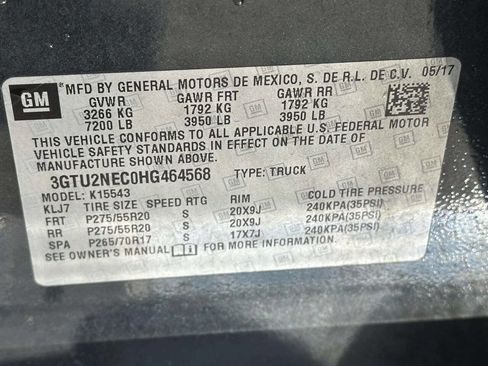 GM
MFD BY GENERAL MOTORS DE MEXICO, S. DE R.L. DE C.V. 05/17
GVWR GAWR FRT GAWR RR
3266 KG 1792 KG 1792 KG
7200 LB 3950 LB 3950 LB
THIS VEHICLE CONFORMS TO ALL APPLICABLE U.S. FEDERAL MOTOR
VEHICLE SAFETY STANDARDS IN EFFECT ON THE DATE OF
MANUFACTURE SHOWN ABOVE.
3GTU2NEC0HG464568 TYPE: TRUCK
MODEL: K15543
KLJ7 TIRE SIZE SPEED RTG RIM COLD TIRE PRESSURE
FRT P275/55R20 S 20X9J 240KPA(35PSI)
RR P275/55R20 S 20X9J 240KPA(35PSI)
SPA P265/70R17 S 17X7J 240KPA(35PSI)
SEE OWNER'S MANUAL FOR MORE INFORMATION.